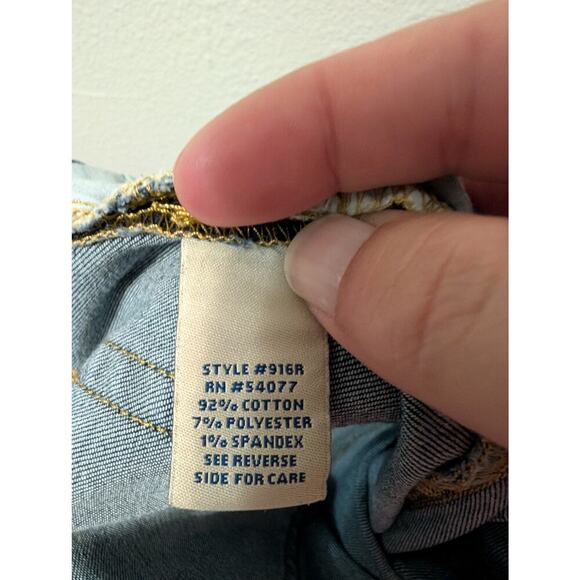 STYLE #916R
RN #54077
92% COTTON
7% POLYESTER
1% SPANDEX
SEE REVERSE
SIDE FOR CARE